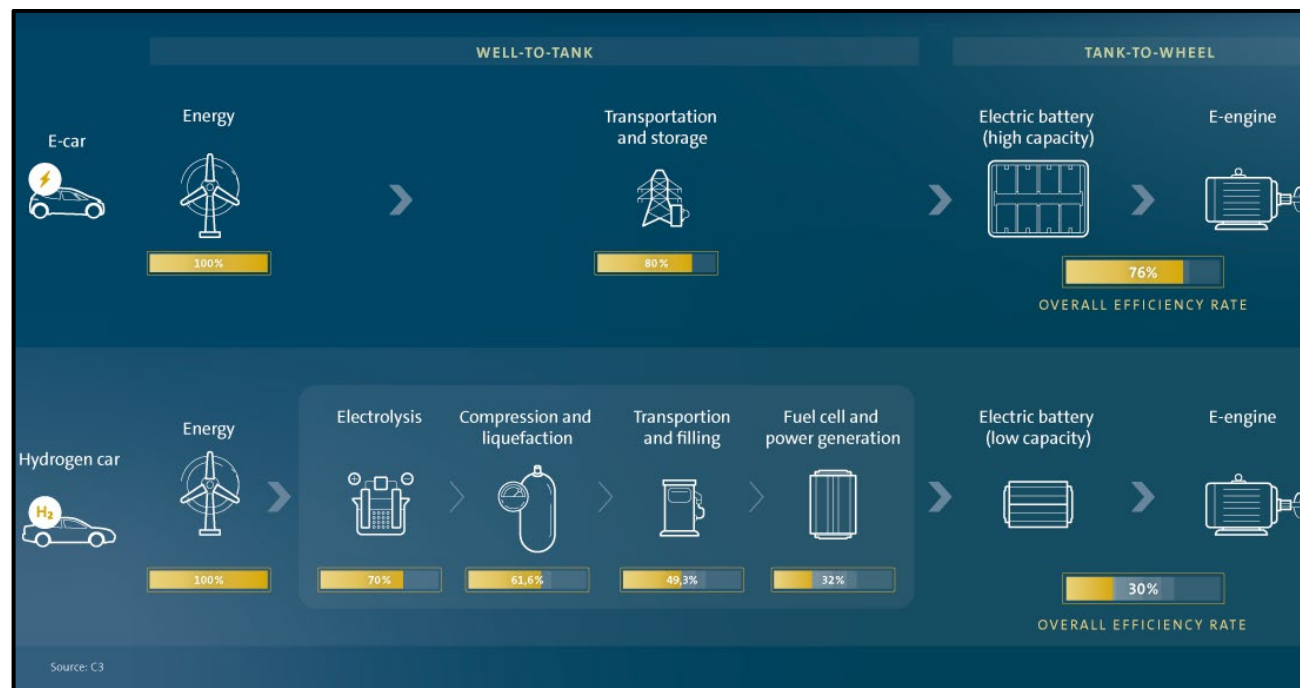 WELL-TO-TANK
TANK-TO-WHEEL
E-car
Energy
Transportation
and storage
Electric battery
(high capacity)
E-engine
100%
80%
76%
OVERALL EFFICIENCY RATE
Hydrogen car
H₂
Energy
Electrolysis
Compression and
liquefaction
Transportion
and filling
Fuel cell and
power generation
Electric battery
(low capacity)
E-engine
100%
70%
61,6%
49,3%
32%
30%
OVERALL EFFICIENCY RATE
Source: C3